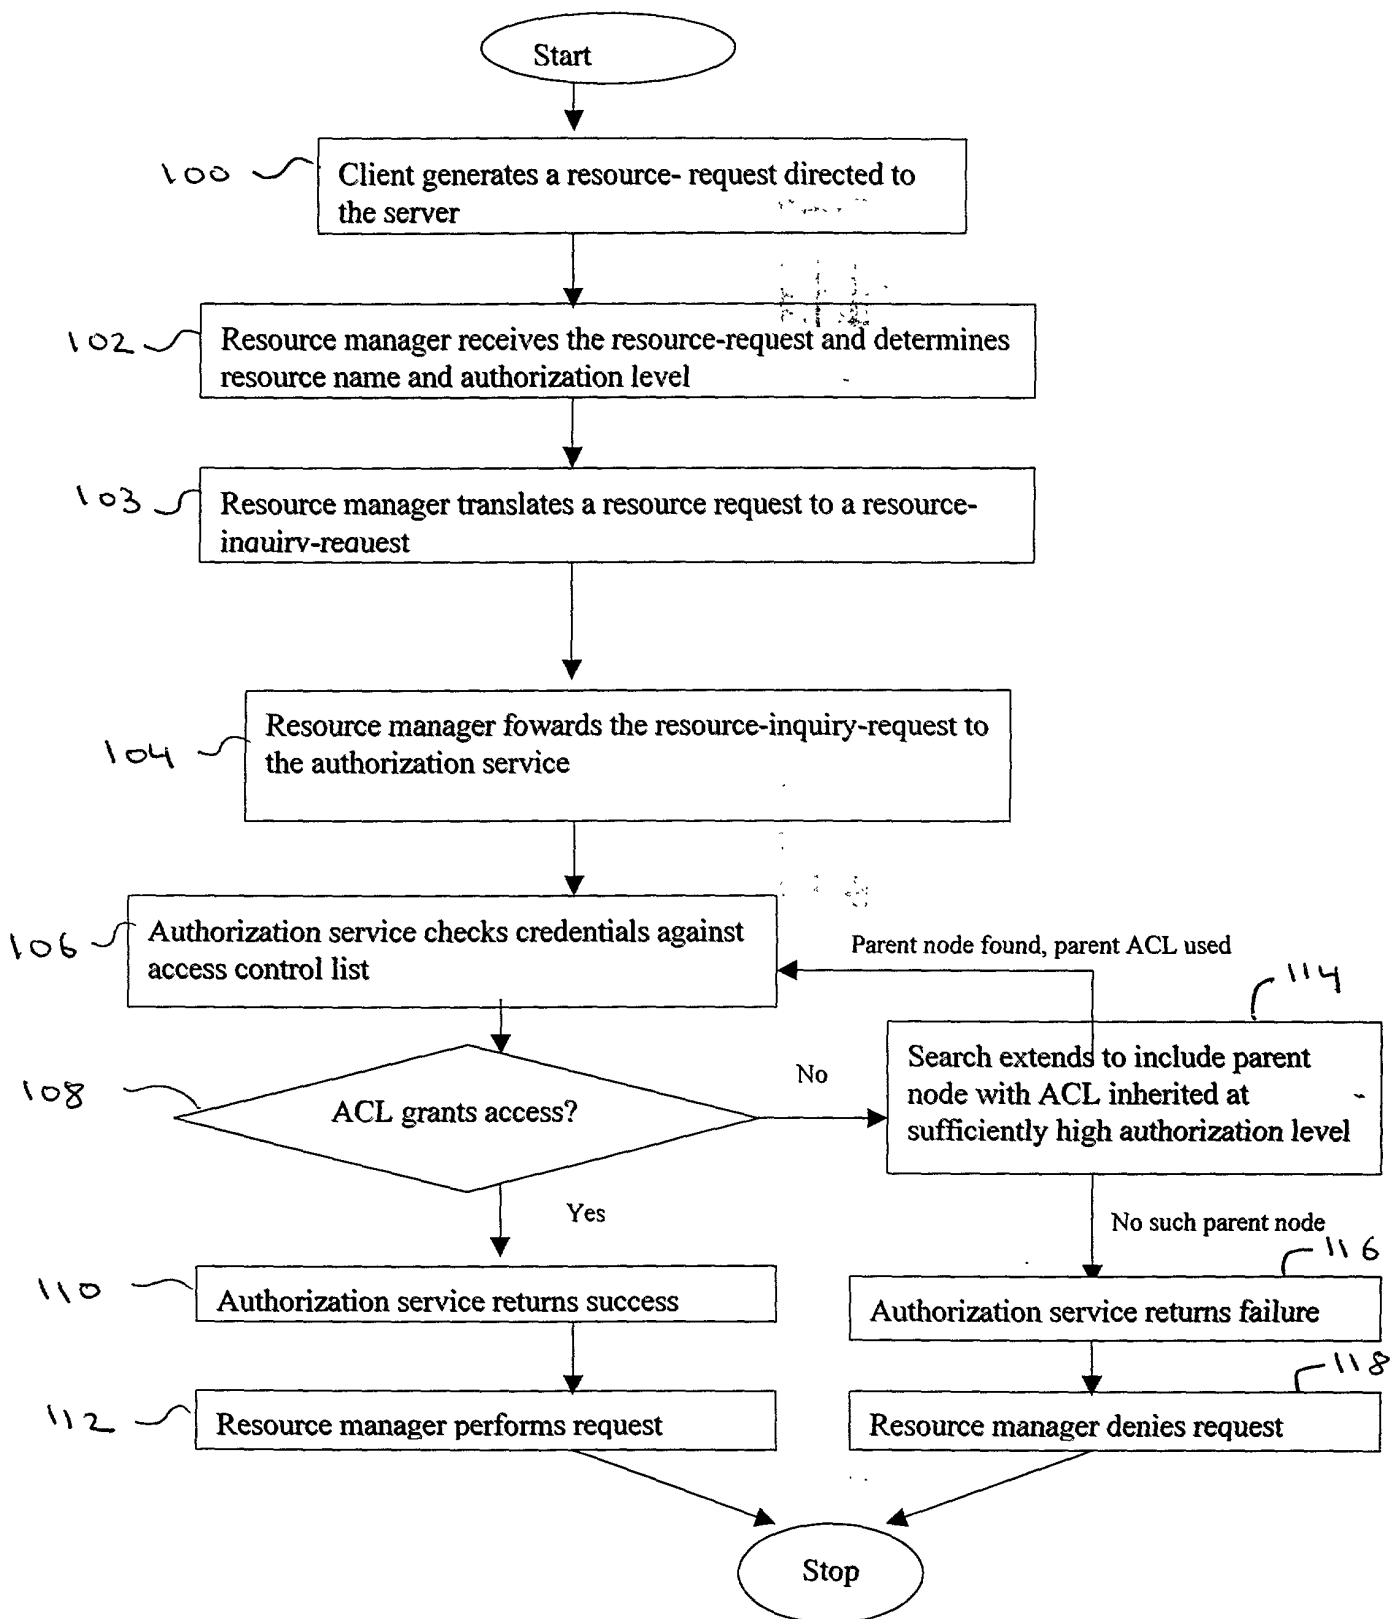 Start
100
Client generates a resource- request directed to
the server
102
Resource manager receives the resource-request and determines
resource name and authorization level
103
Resource manager translates a resource request to a resource-
inquiry-request
104
Resource manager fowards the resource-inquiry-request to
the authorization service
106
Authorization service checks credentials against
access control list
Parent node found, parent ACL used
114
108
ACL grants access?
No
Search extends to include parent
node with ACL inherited at
sufficiently high authorization level
Yes
No such parent node
116
110
Authorization service returns success
Authorization service returns failure
118
112
Resource manager performs request
Resource manager denies request
Stop